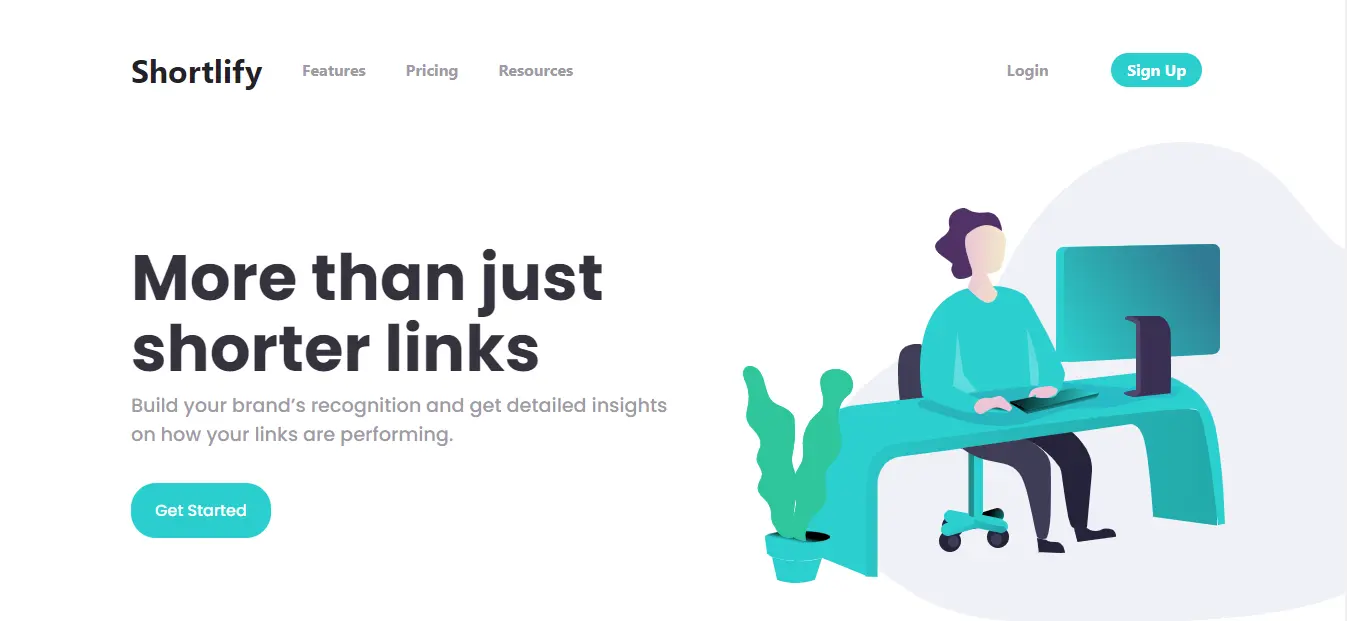 Shortlify Features Pricing Resources Login Sign Up
More than just
shorter links
Build your brand’s recognition and get detailed insights
on how your links are performing.
Get Started